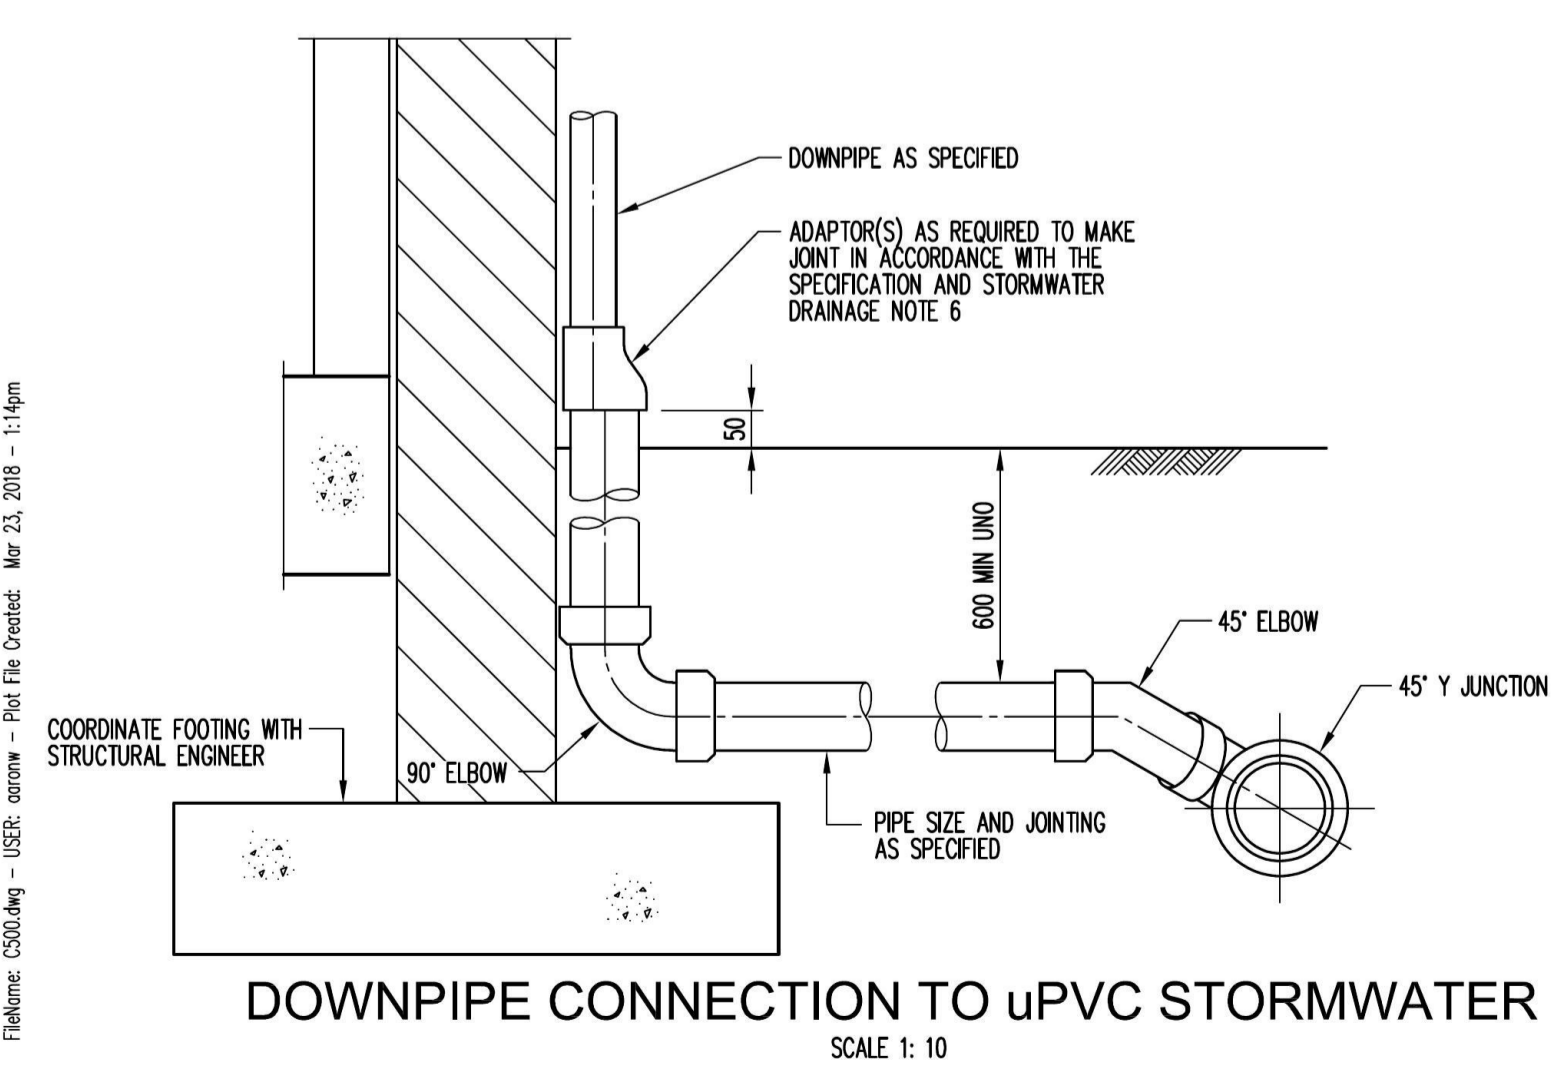 DOWNPIPE AS SPECIFIED
ADAPTOR(S) AS REQUIRED TO MAKE
JOINT IN ACCORDANCE WITH THE
SPECIFICATION AND STORMWATER
DRAINAGE NOTE 6
50
600 MIN UNO
45° ELBOW
45° Y JUNCTION
COORDINATE FOOTING WITH
STRUCTURAL ENGINEER
90° ELBOW
PIPE SIZE AND JOINTING
AS SPECIFIED
DOWNPIPE CONNECTION TO uPVC STORMWATER
SCALE 1: 10
FileName: C500.dwg - USER: aaronw - Plot File Created: Mar 23, 2018 - 1:14pm